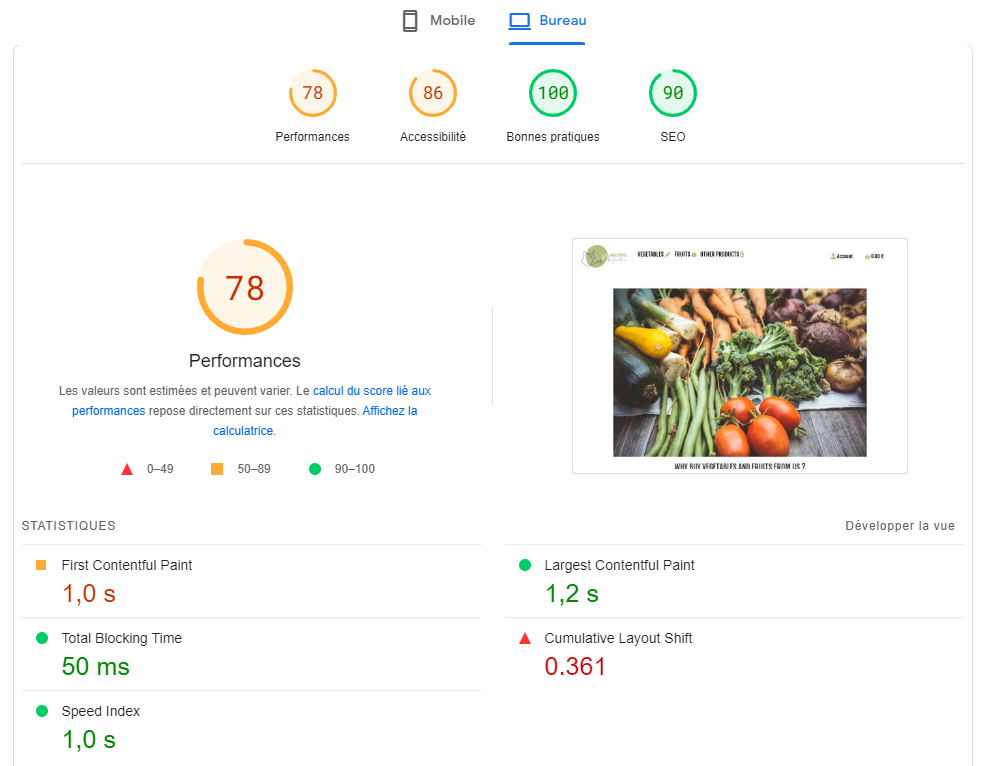 Mobile
Bureau
78
86
100
90
Performances
Accessibilité
Bonnes pratiques
SEO
78
Performances
Les valeurs sont estimées et peuvent varier. Le calcul du score lié aux
performances repose directement sur ces statistiques. Affichez la
calculatrice.
0–49
50–89
90–100
VEGETABLES
FRUITS
OTHER PRODUCTS
Account
0.00 €
WHY BUY VEGETABLES AND FRUITS FROM US ?
STATISTIQUES
Développer la vue
First Contentful Paint
1,0 s
Largest Contentful Paint
1,2 s
Total Blocking Time
50 ms
Cumulative Layout Shift
0.361
Speed Index
1,0 s